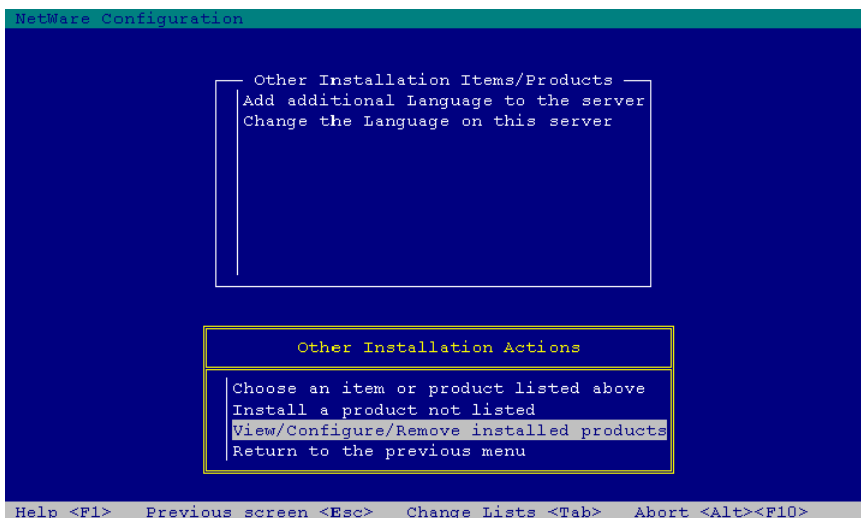 NetWare Configuration
Other Installation Items/Products
Add additional Language to the server
Change the Language on this server
Other Installation Actions
Choose an item or product listed above
Install a product not listed
View/Configure/Remove installed products
Return to the previous menu
Help <F1> Previous screen <Esc> Change Lists <Tab> Abort <Alt><F10>